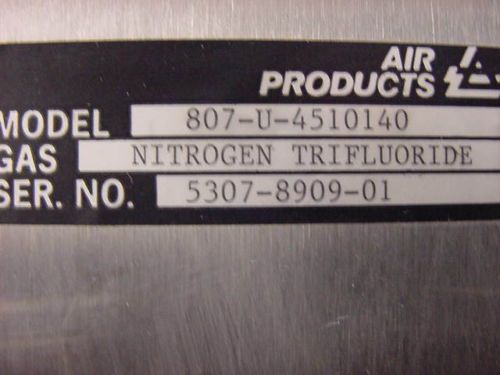 AIR
PRODUCTS
MODEL 807-U-4510140
GAS NITROGEN TRIFLUORIDE
SER. NO. 5307-8909-01